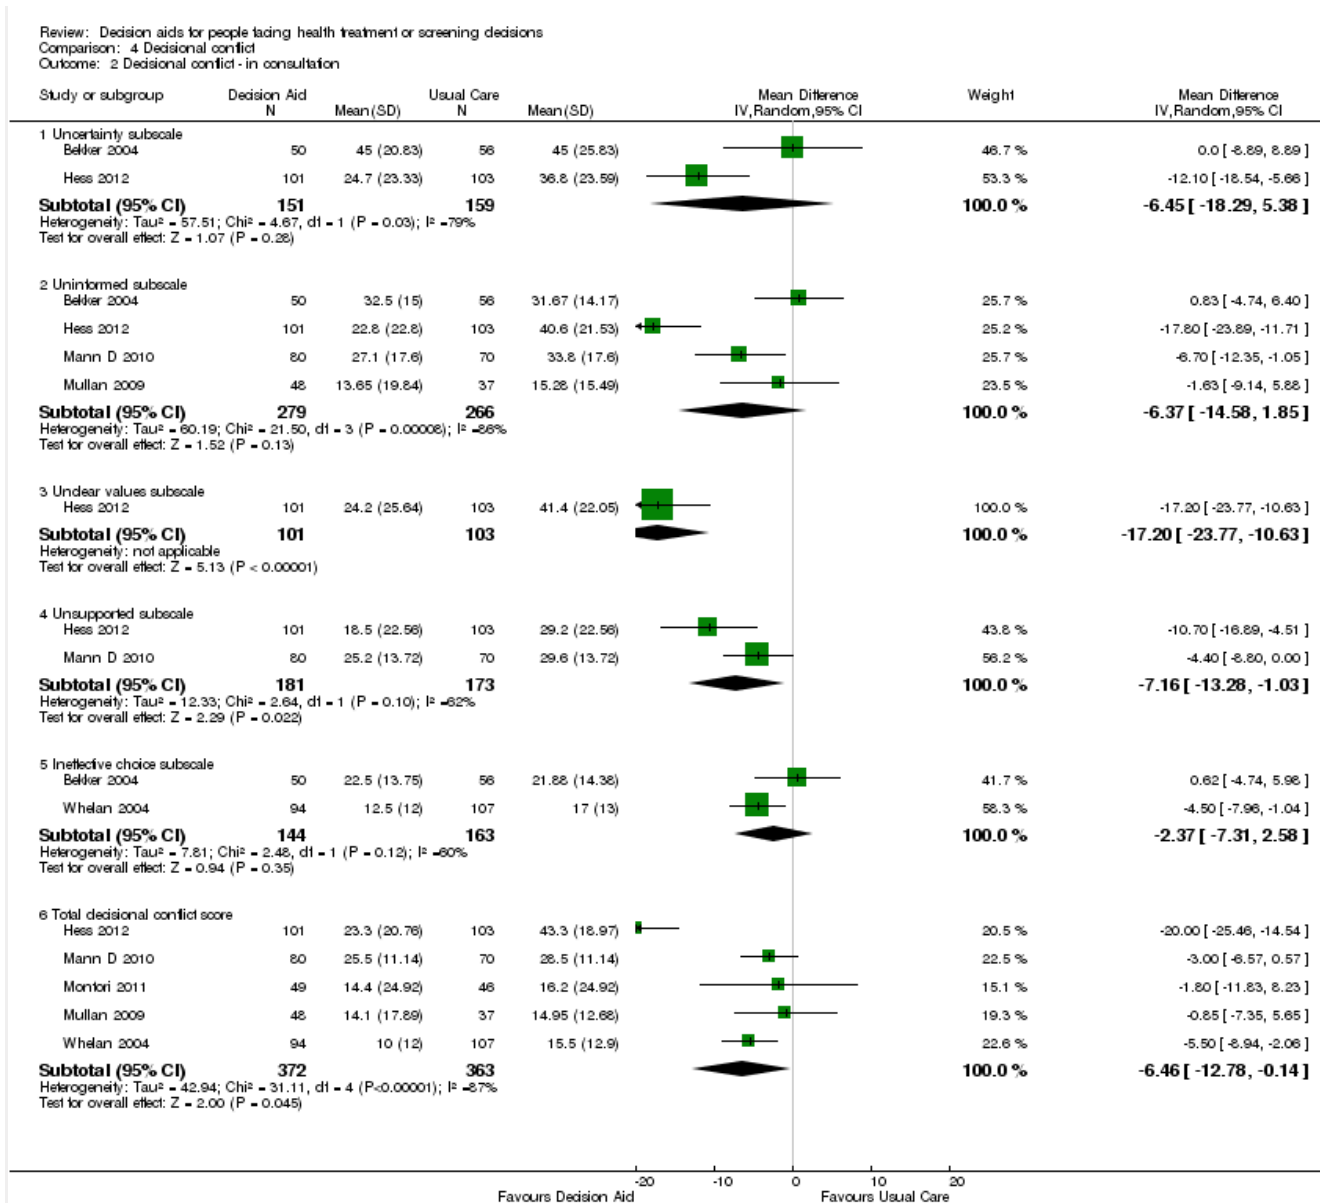 Review: Decision aids for people facing health treatment or screening decisions
Comparison: 4 Decisional conflict
Outcome: 2 Decisional conflict - in consultation
Study or subgroup Decision Aid Usual Care Mean Difference Weight Mean Difference
N Mean(SD) N Mean(SD) IV,Random,95% CI IV,Random,95% CI
1 Uncertainty subscale
Bekker 2004 50 45 (20.83) 56 45 (25.83) 46.7 % 0.0 [ -8.89, 8.89 ]
Hess 2012 101 24.7 (23.33) 103 36.8 (23.59) 53.3 % -12.10 [ -18.54, -5.66 ]
Subtotal (95% CI) 151 159 100.0 % -6.45 [ -18.29, 5.38 ]
Heterogeneity: Tau² = 57.51; Chi² = 4.67, df = 1 (P = 0.03); I² =79%
Test for overall effect: Z = 1.07 (P = 0.28)
2 Uninformed subscale
Bekker 2004 50 32.5 (15) 56 31.67 (14.17) 25.7 % 0.83 [ -4.74, 6.40 ]
Hess 2012 101 22.8 (22.8) 103 40.6 (21.53) 25.2 % -17.80 [ -23.89, -11.71 ]
Mann D 2010 80 27.1 (17.6) 70 33.8 (17.6) 25.7 % -6.70 [ -12.35, -1.05 ]
Mullan 2009 48 13.65 (19.84) 37 15.28 (15.49) 23.5 % -1.63 [ -9.14, 5.88 ]
Subtotal (95% CI) 279 266 100.0 % -6.37 [ -14.58, 1.85 ]
Heterogeneity: Tau² = 60.19; Chi² = 21.50, df = 3 (P = 0.00008); I² =86%
Test for overall effect: Z = 1.52 (P = 0.13)
3 Unclear values subscale
Hess 2012 101 24.2 (25.64) 103 41.4 (22.05) 100.0 % -17.20 [ -23.77, -10.63 ]
Subtotal (95% CI) 101 103 100.0 % -17.20 [ -23.77, -10.63 ]
Heterogeneity: not applicable
Test for overall effect: Z = 5.13 (P < 0.00001)
4 Unsupported subscale
Hess 2012 101 18.5 (22.56) 103 29.2 (22.56) 43.8 % -10.70 [ -16.89, -4.51 ]
Mann D 2010 80 25.2 (13.72) 70 29.6 (13.72) 56.2 % -4.40 [ -8.80, 0.00 ]
Subtotal (95% CI) 181 173 100.0 % -7.16 [ -13.28, -1.03 ]
Heterogeneity: Tau² = 12.33; Chi² = 2.64, df = 1 (P = 0.10); I² =62%
Test for overall effect: Z = 2.29 (P = 0.022)
5 Ineffective choice subscale
Bekker 2004 50 22.5 (13.75) 56 21.88 (14.38) 41.7 % 0.62 [ -4.74, 5.98 ]
Whelan 2004 94 12.5 (12) 107 17 (13) 58.3 % -4.50 [ -7.96, -1.04 ]
Subtotal (95% CI) 144 163 100.0 % -2.37 [ -7.31, 2.58 ]
Heterogeneity: Tau² = 7.81; Chi² = 2.48, df = 1 (P = 0.12); I² =60%
Test for overall effect: Z = 0.94 (P = 0.35)
6 Total decisional conflict score
Hess 2012 101 23.3 (20.76) 103 43.3 (18.97) 20.5 % -20.00 [ -25.46, -14.54 ]
Mann D 2010 80 25.5 (11.14) 70 28.5 (11.14) 22.5 % -3.00 [ -6.57, 0.57 ]
Montori 2011 49 14.4 (24.92) 46 16.2 (24.92) 15.1 % -1.80 [ -11.83, 8.23 ]
Mullan 2009 48 14.1 (17.89) 37 14.95 (12.68) 19.3 % -0.85 [ -7.35, 5.65 ]
Whelan 2004 94 10 (12) 107 15.5 (12.9) 22.6 % -5.50 [ -8.94, -2.06 ]
Subtotal (95% CI) 372 363 100.0 % -6.46 [ -12.78, -0.14 ]
Heterogeneity: Tau² = 42.94; Chi² = 31.11, df = 4 (P<0.00001); I² =87%
Test for overall effect: Z = 2.00 (P = 0.045)
-20 -10 0 10 20
Favours Decision Aid Favours Usual Care